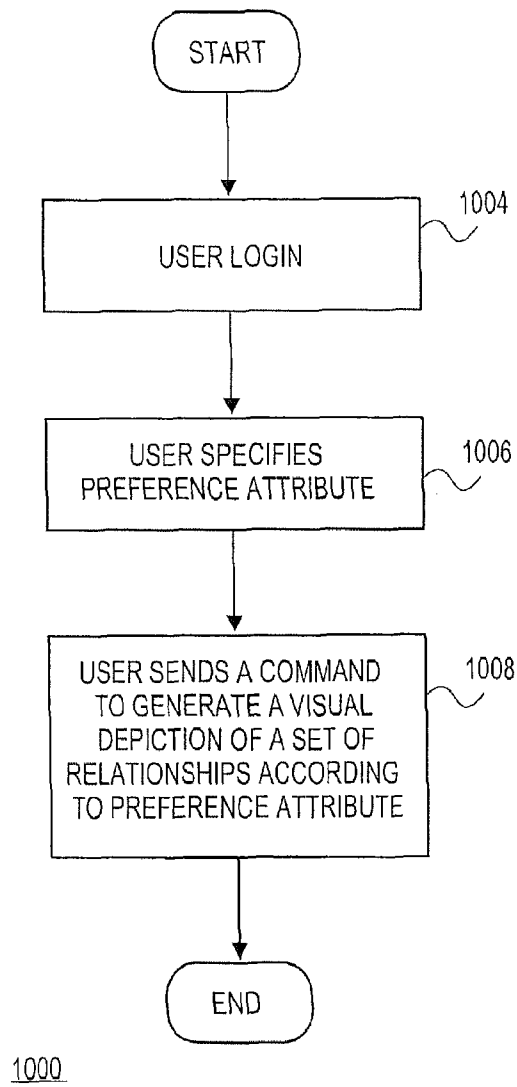 START
1004
USER LOGIN
USER SPECIFIES
PREFERENCE ATTRIBUTE
1006
USER SENDS A COMMAND
TO GENERATE A VISUAL
DEPICTION OF A SET OF
RELATIONSHIPS ACCORDING
TO PREFERENCE ATTRIBUTE
1008
END
1000